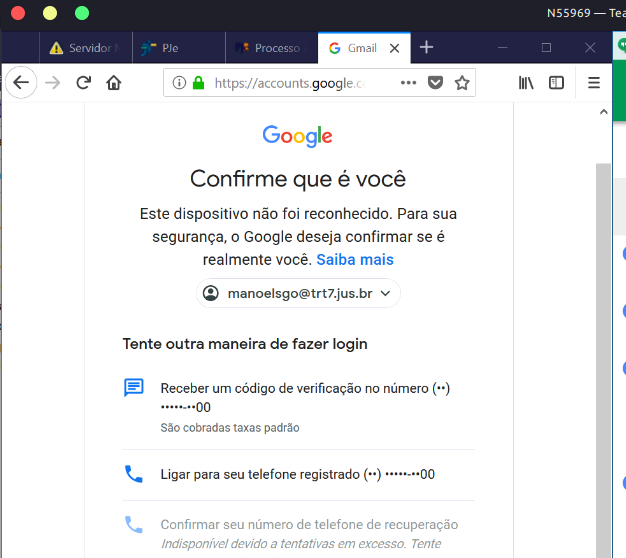 N55969 — Tea
Servidor
PJe
Processo
Gmail
https://accounts.google.c
Google
Confirme que é você
Este dispositivo não foi reconhecido. Para sua
segurança, o Google deseja confirmar se é
realmente você. Saiba mais
manoelsgo@trt7.jus.br
Tente outra maneira de fazer login
Receber um código de verificação no número (••)
•••••-••00
São cobradas taxas padrão
Ligar para seu telefone registrado (••) •••••-••00
Confirmar seu número de telefone de recuperação
Indisponível devido a tentativas em excesso. Tente